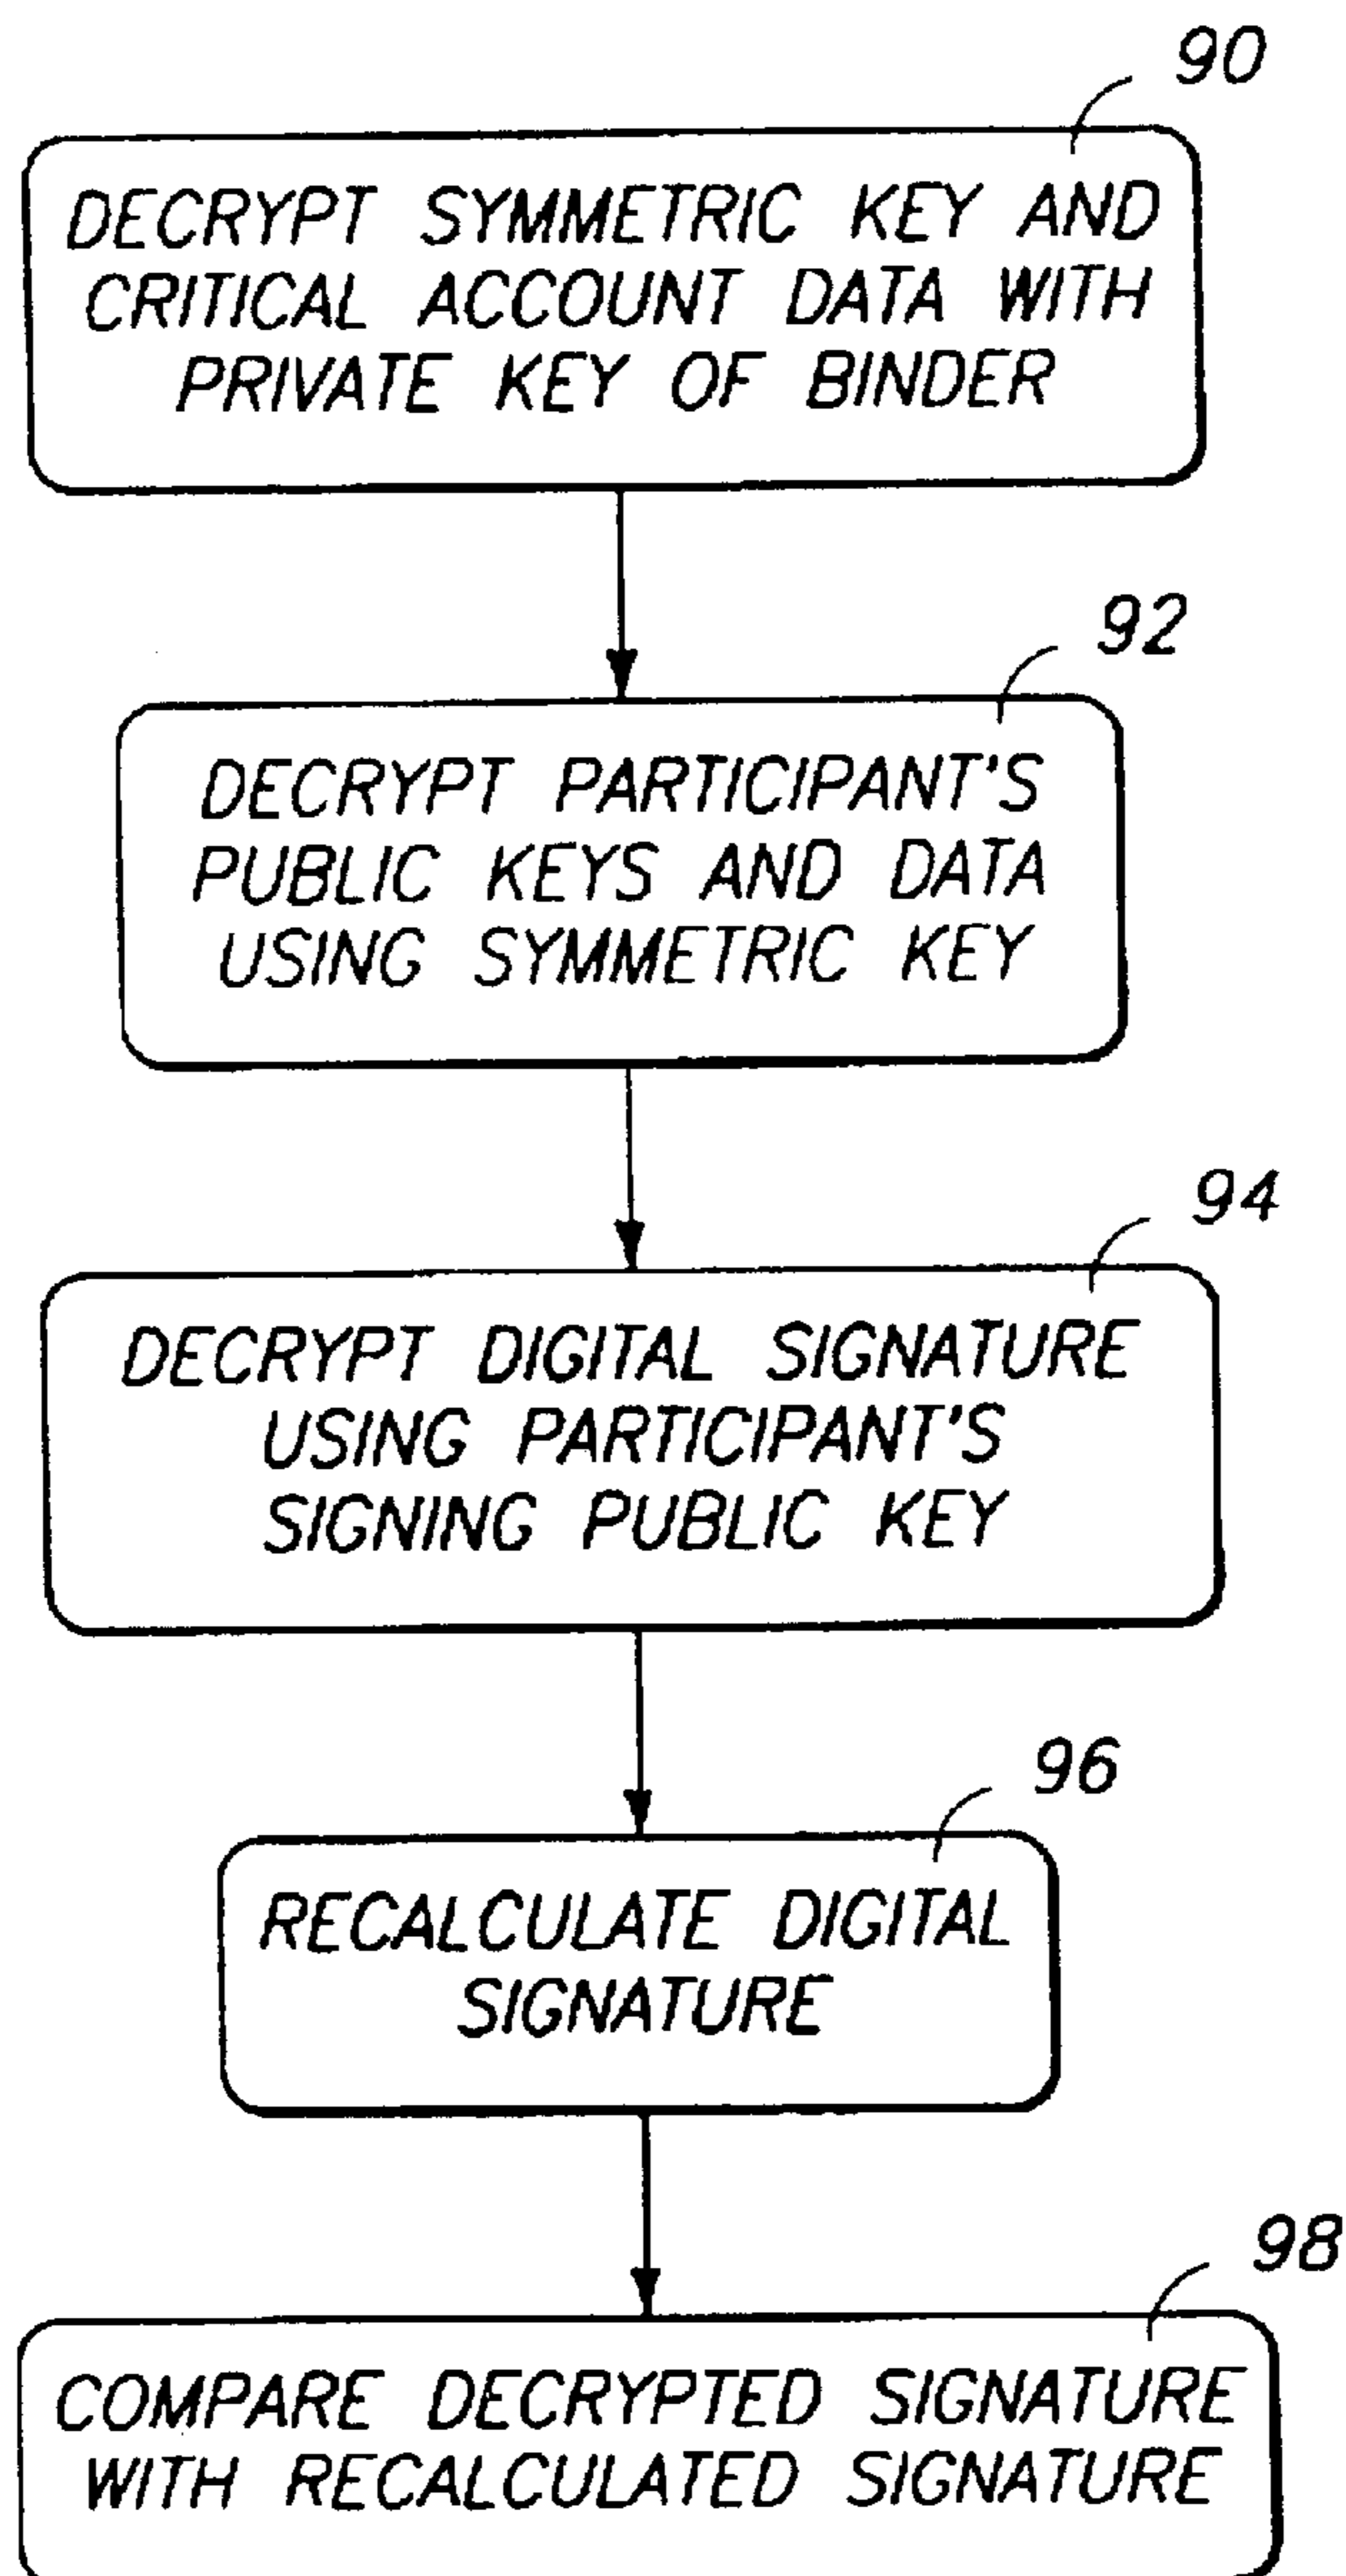 90
DECRYPT SYMMETRIC KEY AND
CRITICAL ACCOUNT DATA WITH
PRIVATE KEY OF BINDER
92
DECRYPT PARTICIPANT'S
PUBLIC KEYS AND DATA
USING SYMMETRIC KEY
94
DECRYPT DIGITAL SIGNATURE
USING PARTICIPANT'S
SIGNING PUBLIC KEY
96
RECALCULATE DIGITAL
SIGNATURE
98
COMPARE DECRYPTED SIGNATURE
WITH RECALCULATED SIGNATURE